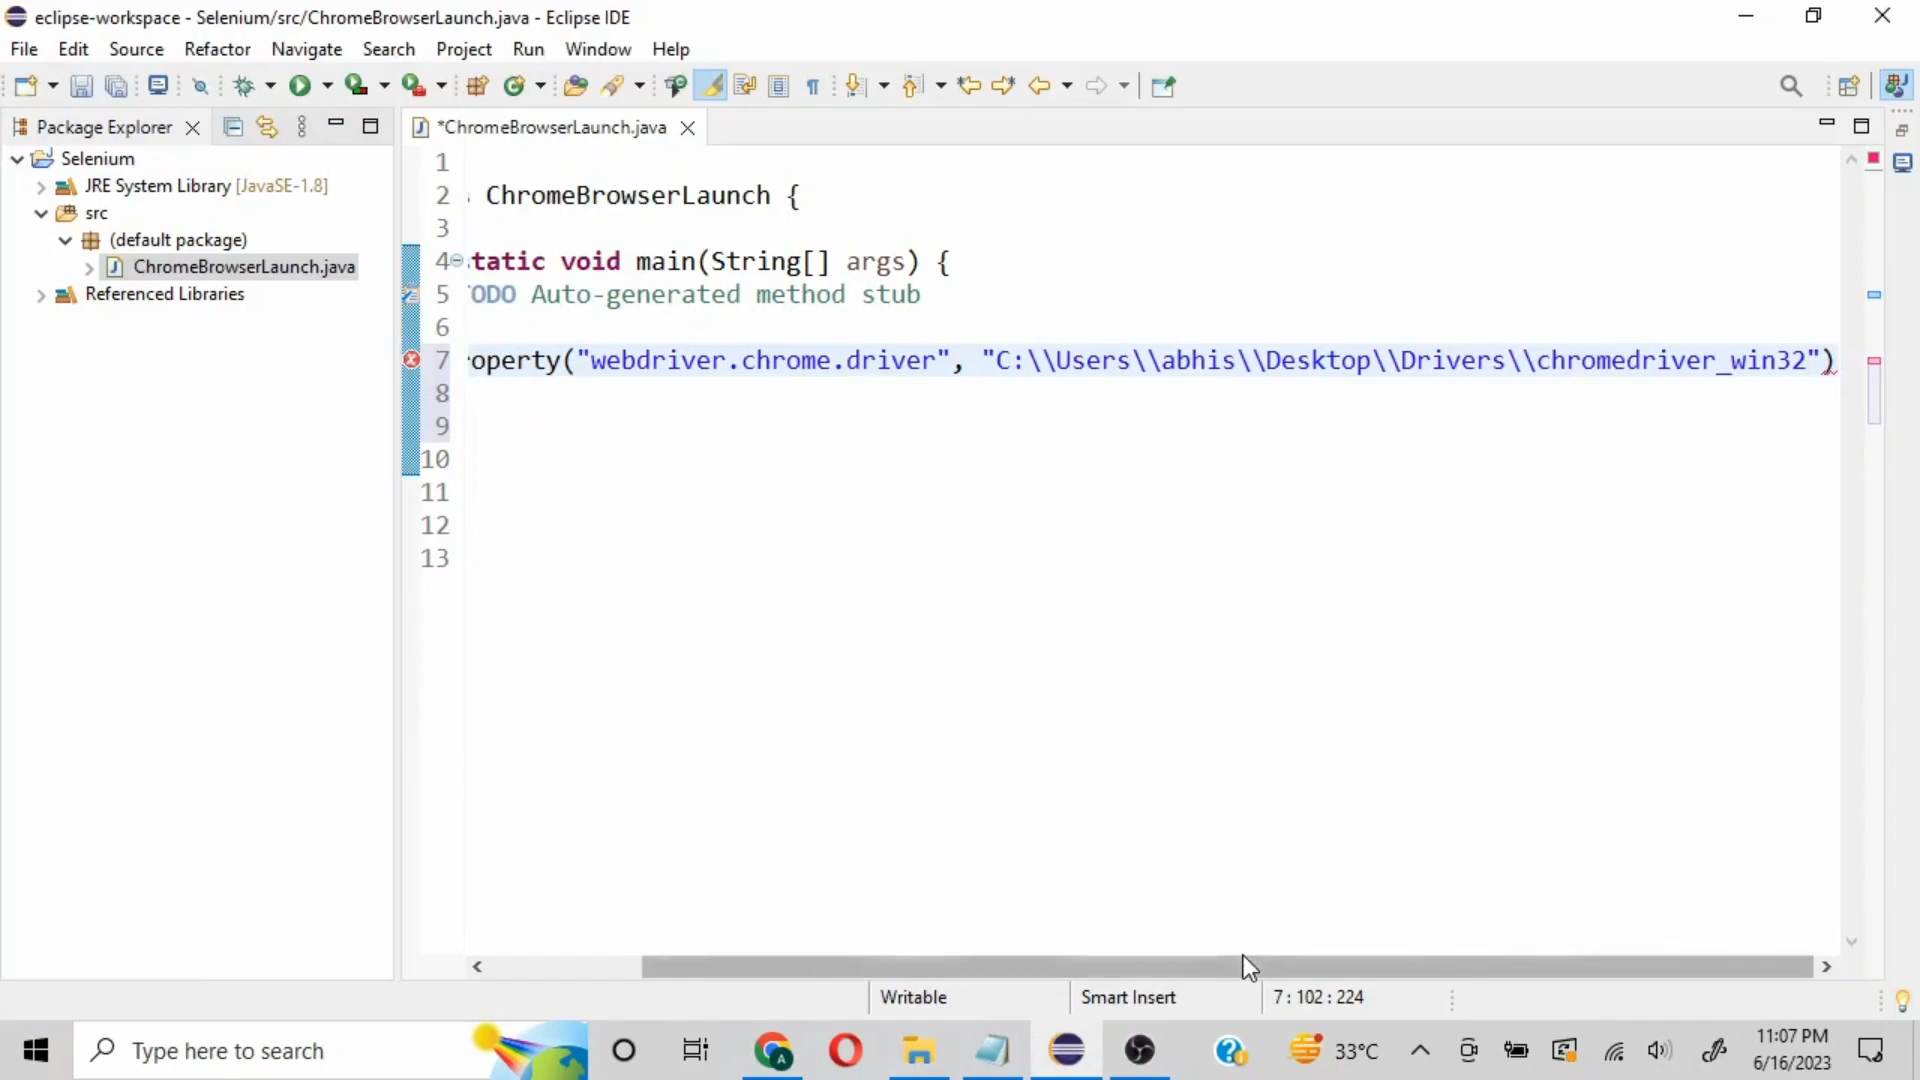 eclipse-workspace - Selenium/src/ChromeBrowserLaunch.java - Eclipse IDE
File Edit Source Refactor Navigate Search Project Run Window Help
Package Explorer
*ChromeBrowserLaunch.java
Selenium
JRE System Library [JavaSE-1.8]
src
(default package)
ChromeBrowserLaunch.java
Referenced Libraries
1
2 ChromeBrowserLaunch {
3
4 tatic void main(String[] args) {
5 ODO Auto-generated method stub
6
7 operty("webdriver.chrome.driver", "C:\\Users\\abhis\\Desktop\\Drivers\\chromedriver_win32")
8
9
10
11
12
13
Writable Smart Insert 7 : 102 : 224
Type here to search
33°C
11:07 PM
6/16/2023